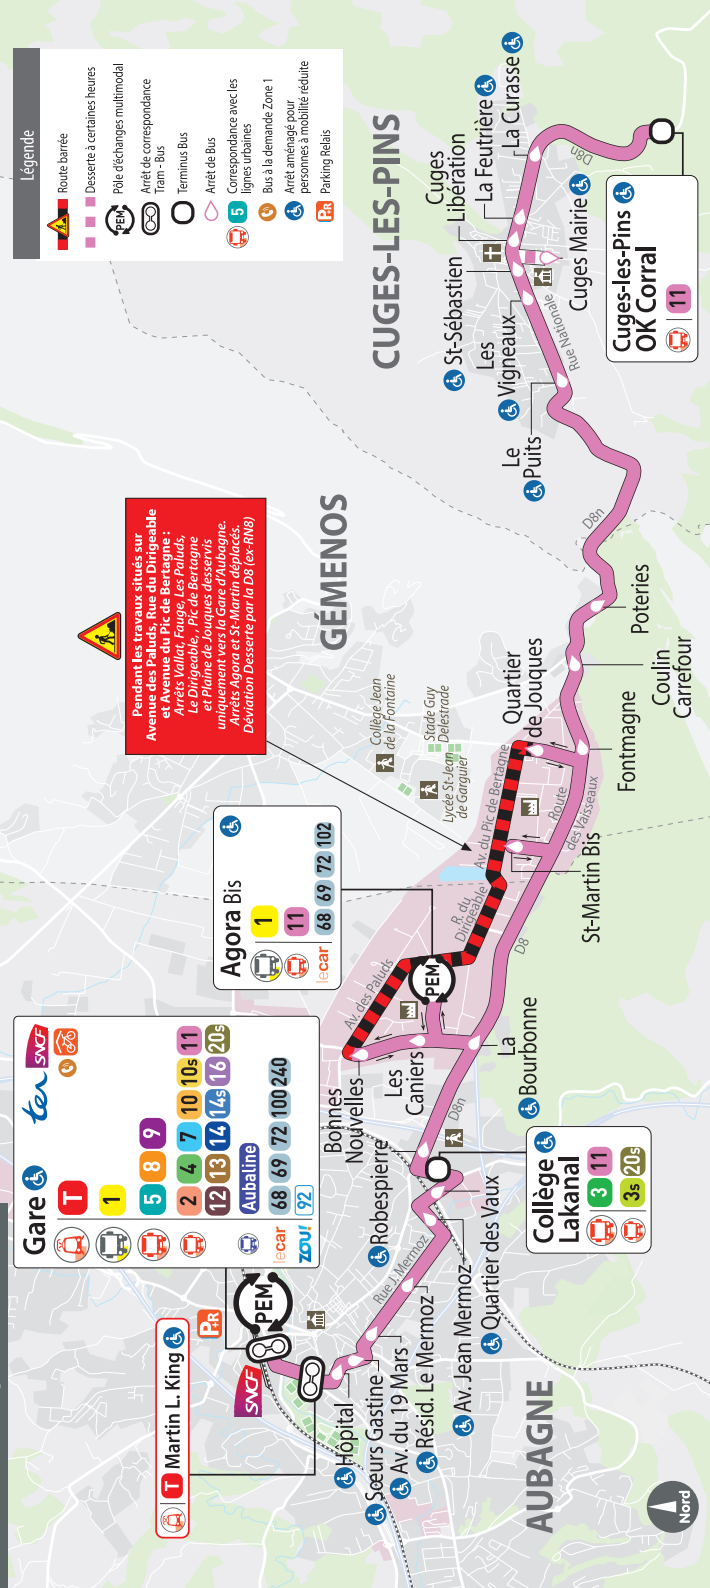 Légende
Route barrée
Desserte à certaines heures
PEM
Pôle d'échanges multimodal
Arrêt de correspondance
Tram - Bus
Terminus Bus
Arrêt de Bus
5
Correspondance avec les
lignes urbaines
Bus à la demande Zone 1
Arrêt aménagé pour
personnes à mobilité réduite
P+R
Parking Relais
Gare
ter SNCF
T
1
5 8 9
2 4 7 10 10s 11
12 13 14 14s 16 20s
Aubaline
lecar 68 69 72 100 240
ZOU! 92
T Martin L. King
P+R
PEM
SNCF
Hôpital
Sœurs Gastine
Av. du 19 Mars
Résid. Le Mermoz
Av. Jean Mermoz
Quartier des Vaux
Rue J. Mermoz
AUBAGNE
Nord
Robespierre
Collège
Lakanal
3 11
3s 20s
D8n
La
Bourbonne
Les
Caniers
Bonnes
Nouvelles
Av. des Paluds
PEM
Agora Bis
1
11
lecar 68 69 72 102
R. du
Dirigeable
Av. du Pic de Bertagne
D8
St-Martin Bis
Route
des Vaisseaux
Pendant les travaux situés sur
Avenue des Paluds, Rue du Dirigeable
et Avenue du Pic de Bertagne :
Arrêts Vallat, Fauge, Les Paluds,
Le Dirigeable,, Pic de Bertagne
et Plaine de Jouques desservis
uniquement vers la Gare d'Aubagne.
Arrêts Agora et St-Martin déplacés.
Déviation Desserte par la D8 (ex-RN8)
GÉMENOS
Collège Jean
de la Fontaine
Stade Guy
Delestrade
Lycée St-Jean
de Garguier
Quartier
de Jouques
Fontmagne
Coulin
Carrefour
Poteries
D8n
Le
Puits
Les
Vigneaux
St-Sébastien
Rue Nationale
CUGES-LES-PINS
Cuges
Libération
La Feutrière
La Curasse
Cuges Mairie
D8n
Cuges-les-Pins
OK Corral
11